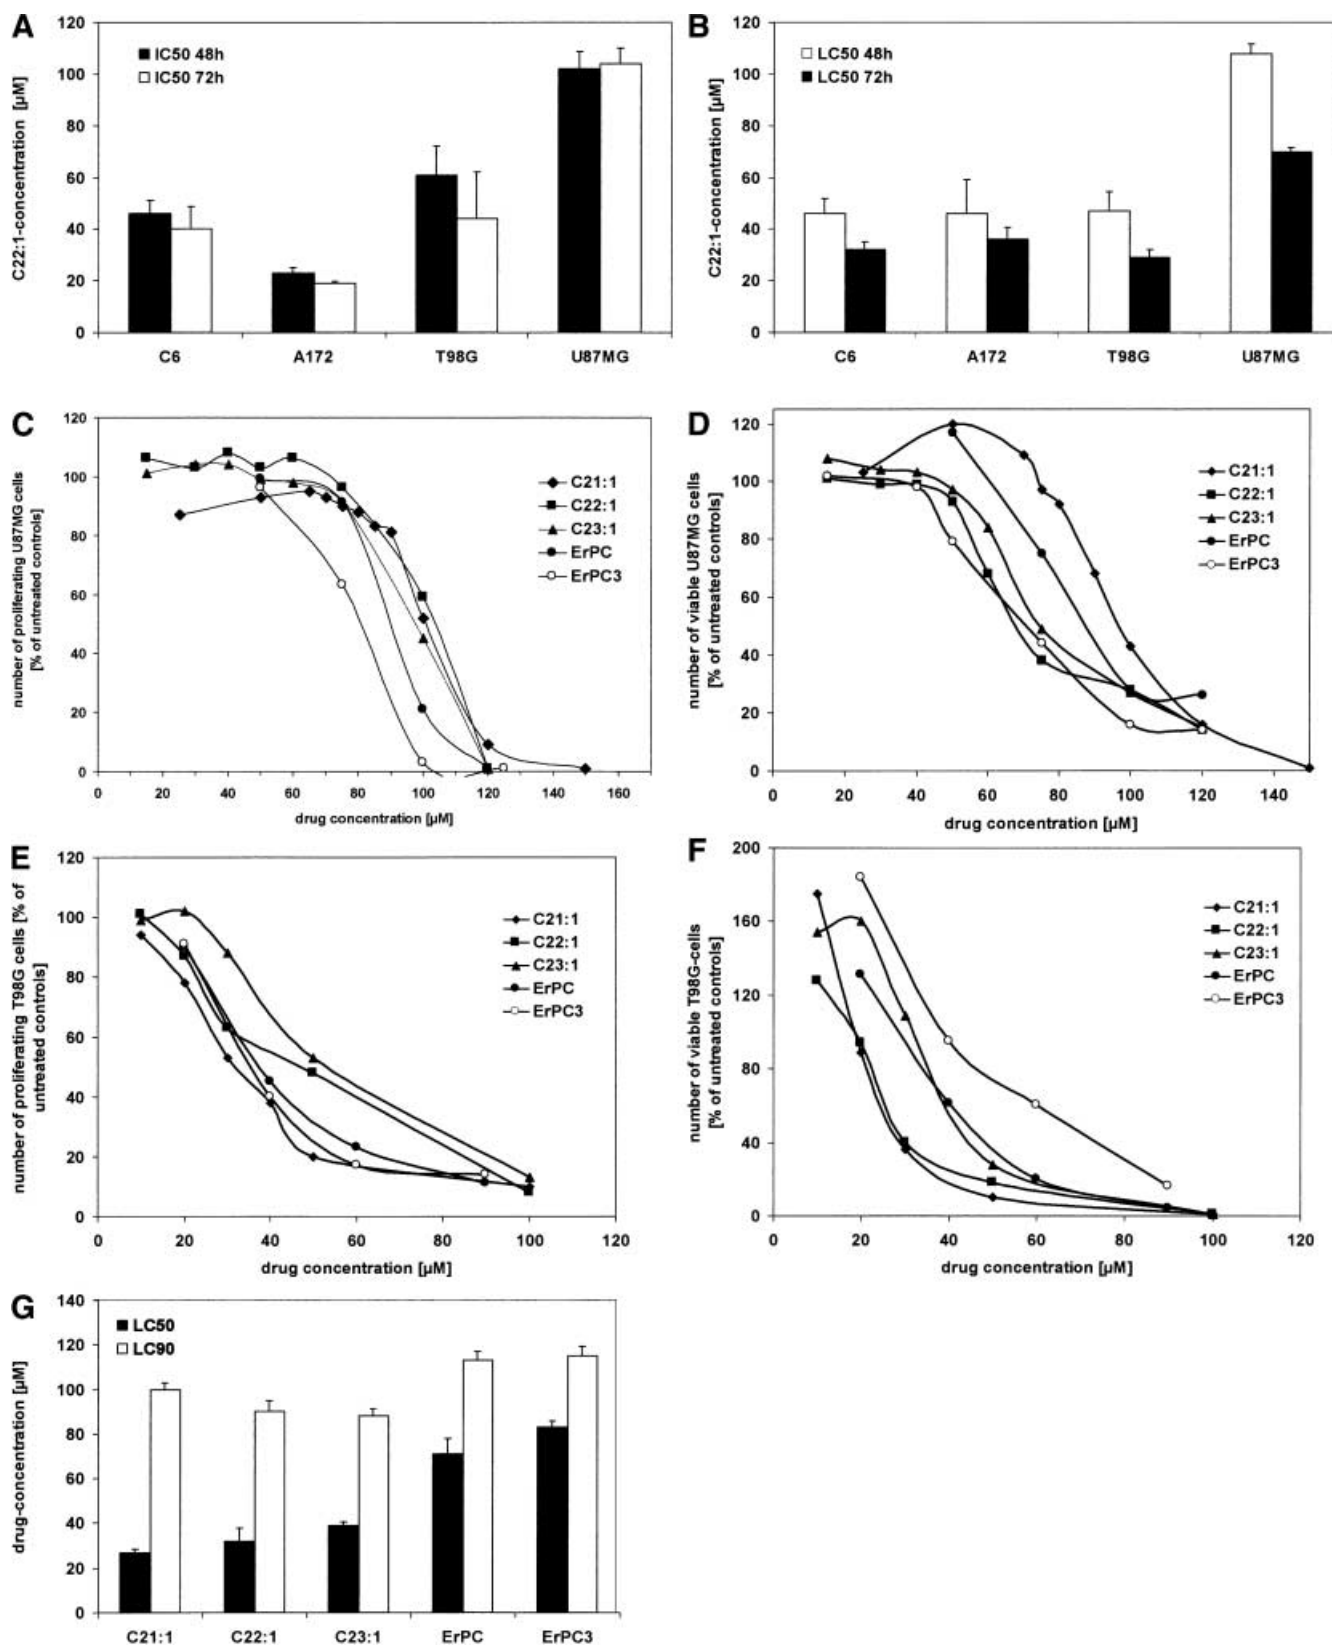 A
C22:1-concentration [µM]
120
100
80
60
40
20
0
IC50 48h
IC50 72h
C6 A172 T98G U87MG
B
C22:1-concentration [µM]
120
100
80
60
40
20
0
LC50 48h
LC50 72h
C6 A172 T98G U87MG
C
number of proliferating U87MG cells
[% of untreated controls]
120
100
80
60
40
20
0
C21:1
C22:1
C23:1
ErPC
ErPC3
0 20 40 60 80 100 120 140 160
drug concentration [µM]
D
number of viable U87MG cells
[% of untreated controls]
120
100
80
60
40
20
0
C21:1
C22:1
C23:1
ErPC
ErPC3
0 20 40 60 80 100 120 140
drug concentration [µM]
E
number of proliferating T98G cells [% of
untreated controls]
120
100
80
60
40
20
0
C21:1
C22:1
C23:1
ErPC
ErPC3
0 20 40 60 80 100 120
drug concentration [µM]
F
number of viable T98G-cells
[% of untreated controls]
200
160
120
80
40
0
C21:1
C22:1
C23:1
ErPC
ErPC3
0 20 40 60 80 100 120
drug concentration [µM]
G
drug-concentration [µM]
140
120
100
80
60
40
20
0
LC50
LC90
C21:1 C22:1 C23:1 ErPC ErPC3